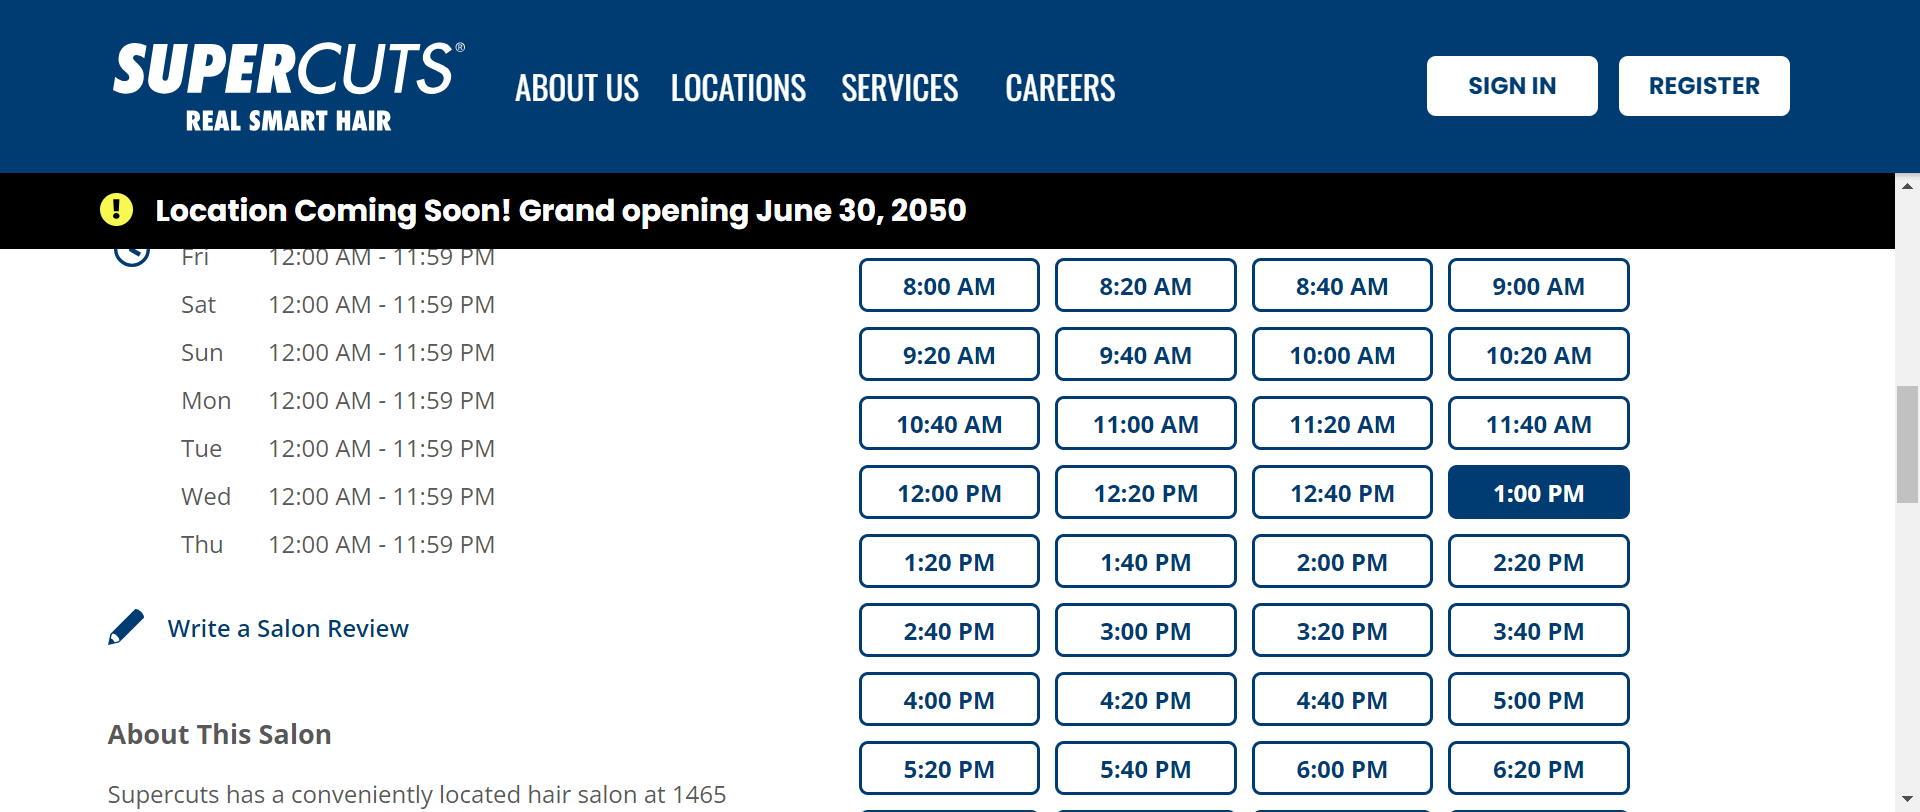 SUPERCUTS®
REAL SMART HAIR
ABOUT US LOCATIONS SERVICES CAREERS
SIGN IN REGISTER
Location Coming Soon! Grand opening June 30, 2050
Fri 12:00 AM - 11:59 PM
Sat 12:00 AM - 11:59 PM
Sun 12:00 AM - 11:59 PM
Mon 12:00 AM - 11:59 PM
Tue 12:00 AM - 11:59 PM
Wed 12:00 AM - 11:59 PM
Thu 12:00 AM - 11:59 PM
Write a Salon Review
About This Salon
Supercuts has a conveniently located hair salon at 1465
8:00 AM 8:20 AM 8:40 AM 9:00 AM
9:20 AM 9:40 AM 10:00 AM 10:20 AM
10:40 AM 11:00 AM 11:20 AM 11:40 AM
12:00 PM 12:20 PM 12:40 PM 1:00 PM
1:20 PM 1:40 PM 2:00 PM 2:20 PM
2:40 PM 3:00 PM 3:20 PM 3:40 PM
4:00 PM 4:20 PM 4:40 PM 5:00 PM
5:20 PM 5:40 PM 6:00 PM 6:20 PM